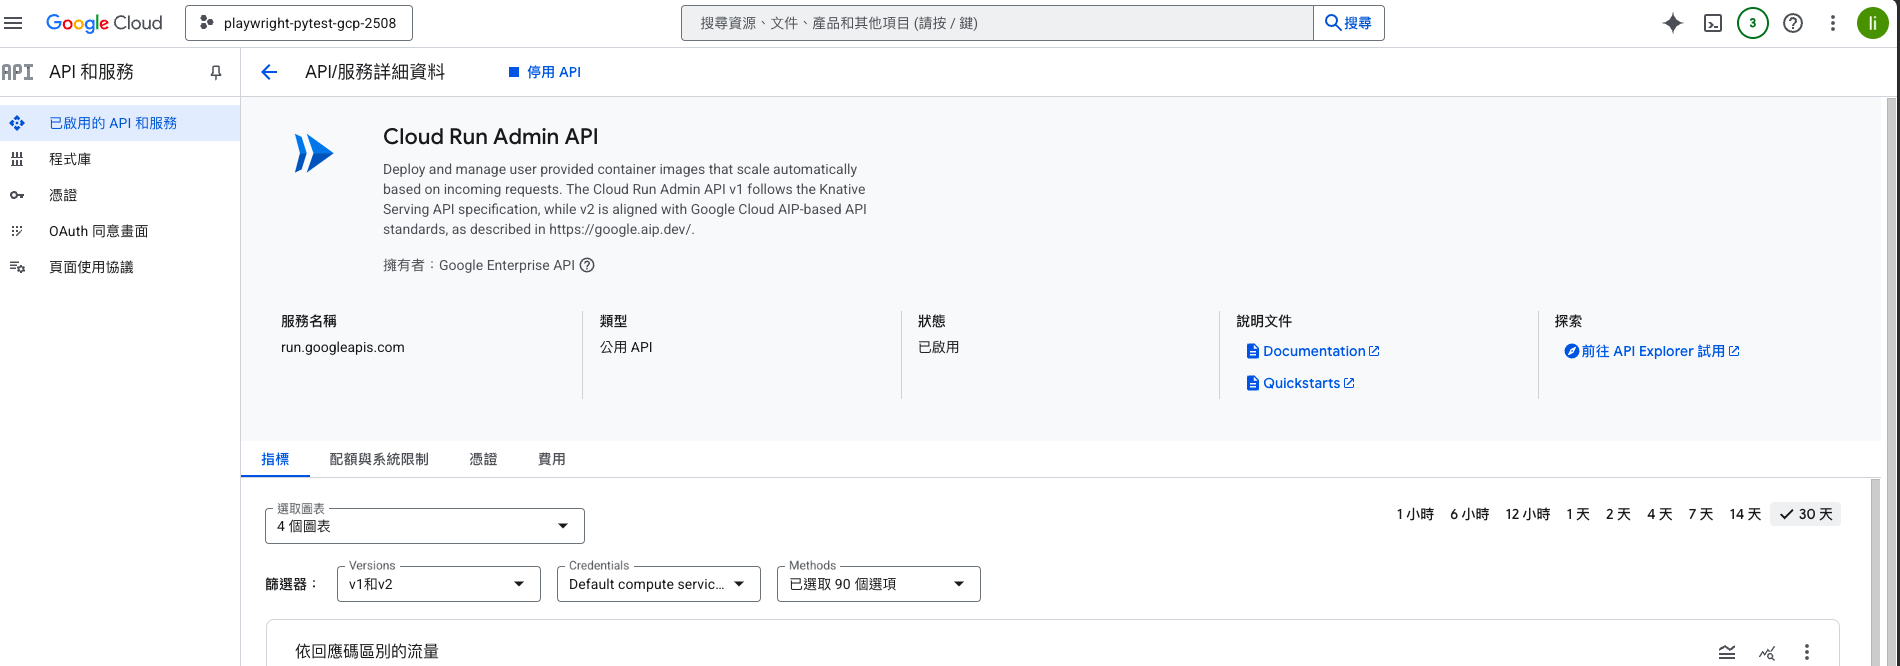 Google Cloud
playwright-pytest-gcp-2508
搜尋資源、文件、產品和其他項目 (請按 / 鍵)
搜尋
3
li
API
API 和服務
API/服務詳細資料
停用 API
已啟用的 API 和服務
程式庫
憑證
OAuth 同意畫面
頁面使用協議
Cloud Run Admin API
Deploy and manage user provided container images that scale automatically
based on incoming requests. The Cloud Run Admin API v1 follows the Knative
Serving API specification, while v2 is aligned with Google Cloud AIP-based API
standards, as described in https://google.aip.dev/.
擁有者：Google Enterprise API
服務名稱
run.googleapis.com
類型
公用 API
狀態
已啟用
說明文件
Documentation
Quickstarts
探索
前往 API Explorer 試用
指標
配額與系統限制
憑證
費用
選取圖表
4 個圖表
1 小時
6 小時
12 小時
1 天
2 天
4 天
7 天
14 天
30 天
篩選器：
Versions
v1和v2
Credentials
Default compute servic...
Methods
已選取 90 個選項
依回應碼區別的流量